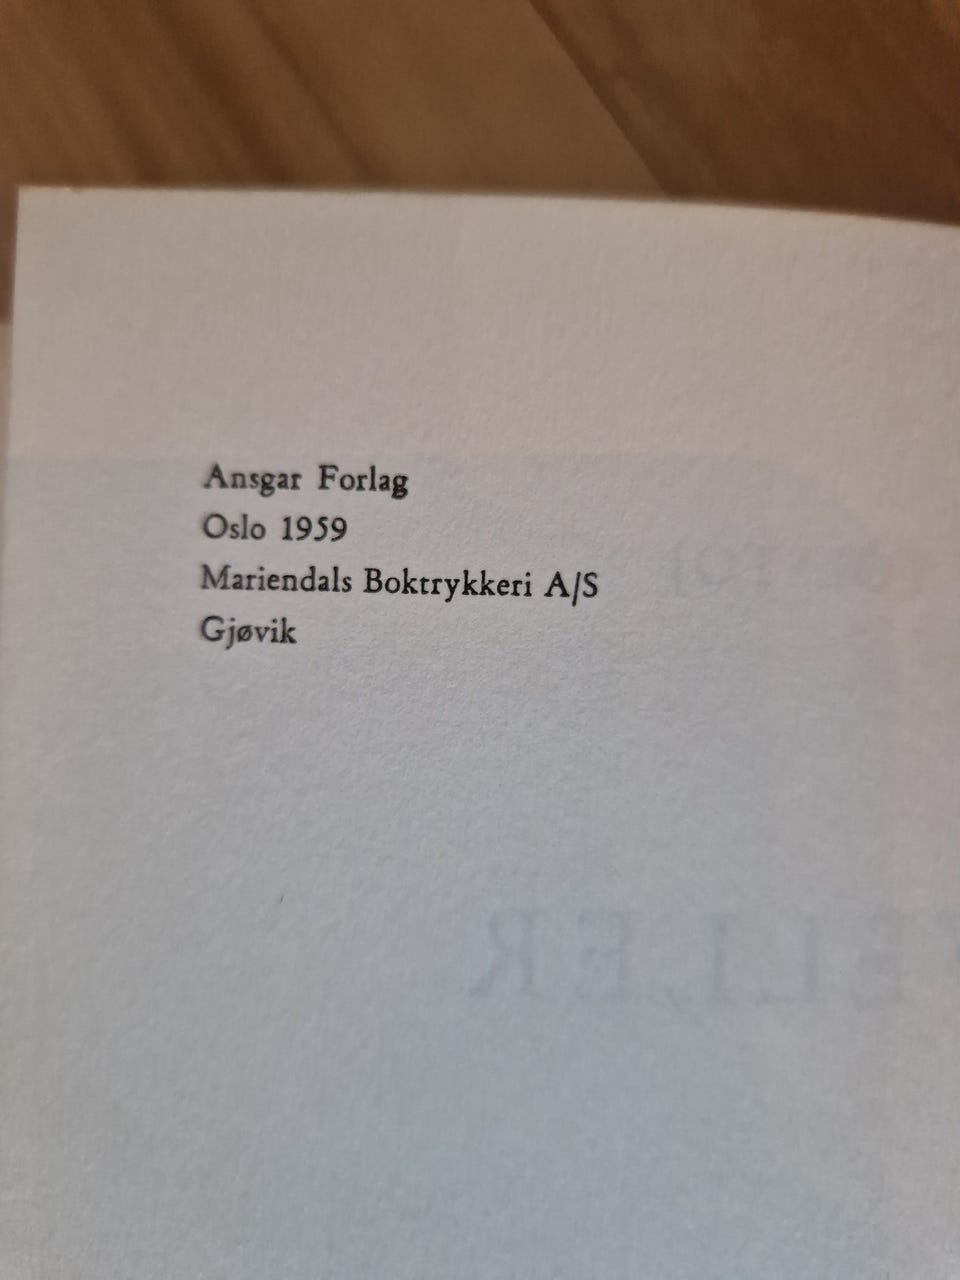 Ansgar Forlag
Oslo 1959
Mariendals Boktrykkeri A/S
Gjøvik